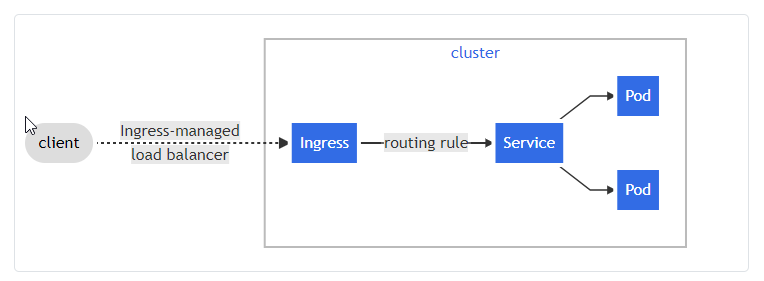 cluster
Pod
client
Ingress-managed
load balancer
Ingress
routing rule
Service
Pod